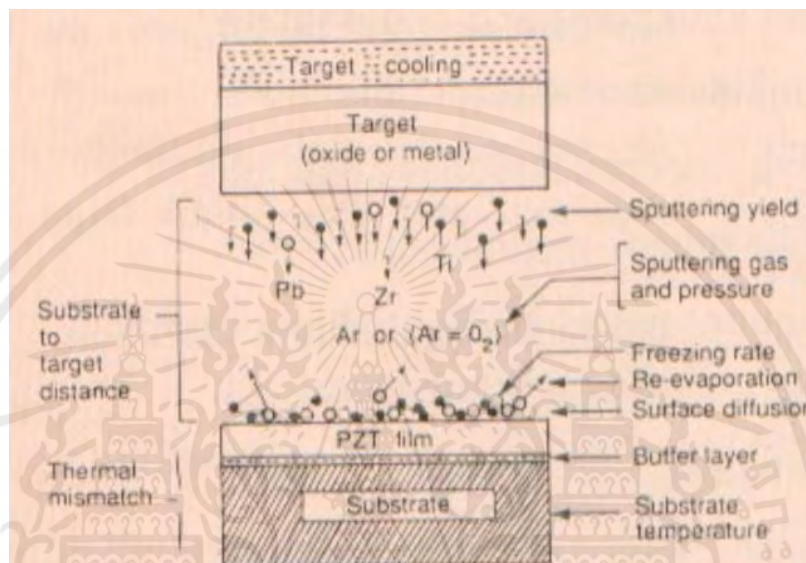 Target cooling
Target
(oxide or metal)
Sputtering yield
Ti
Pb
Zr
Sputtering gas
and pressure
Substrate
to
target
distance
Ar or (Ar = O2)
Freezing rate
Re-evaporation
Surface diffusion
PZT film
Buffer layer
Thermal
mismatch
Substrate
Substrate
temperature